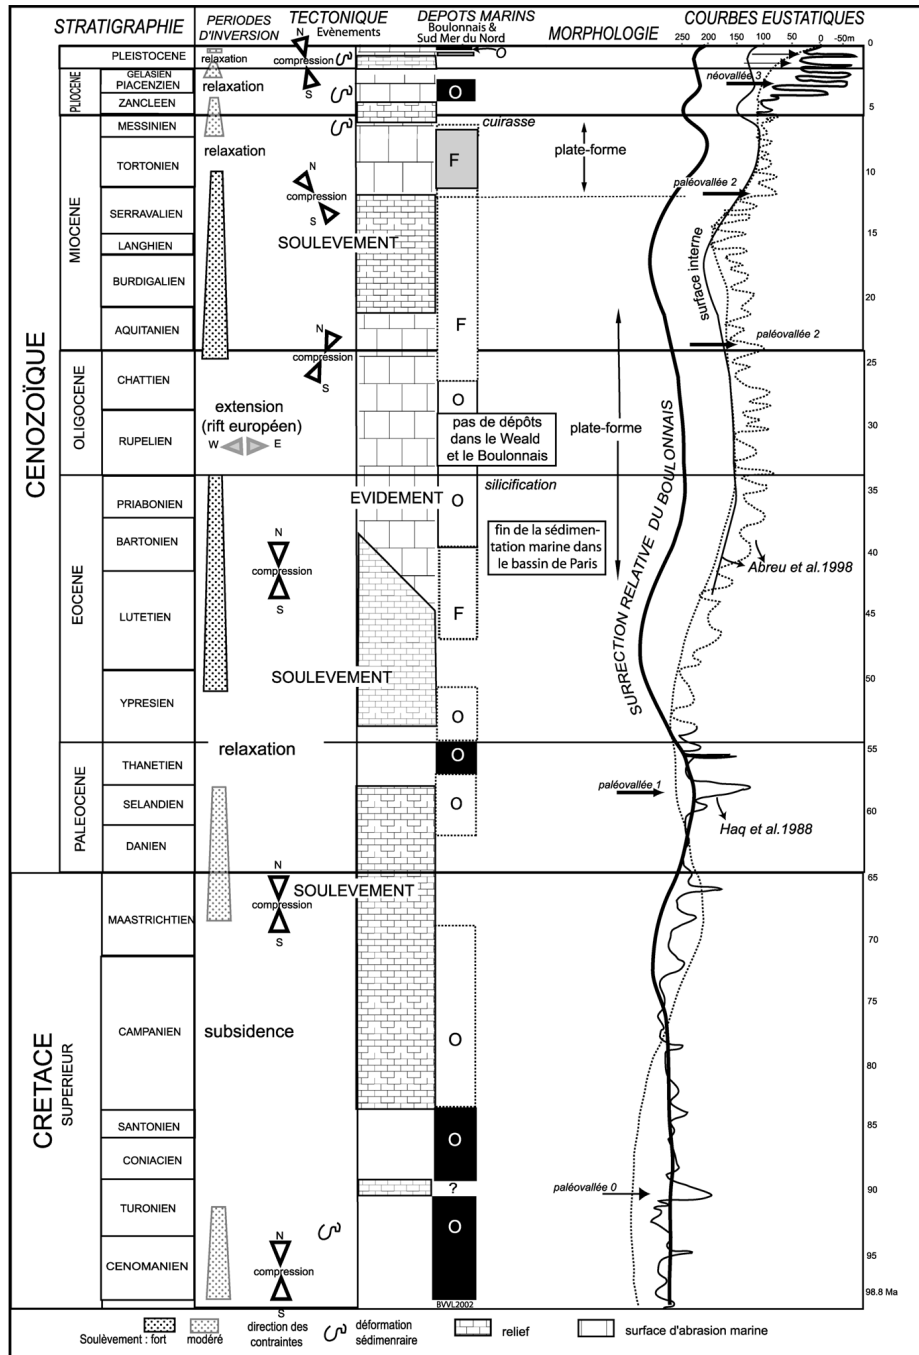 STRATIGRAPHIE
PERIODES
D'INVERSION
TECTONIQUE
Evènements
DEPOTS MARINS
Boulonnais &
Sud Mer du Nord
MORPHOLOGIE
COURBES EUSTATIQUES
250 200 150 100 50 0 -50m
CENOZOÏQUE
CRETACE
SUPERIEUR
PLIOCENE
MIOCENE
OLIGOCENE
EOCENE
PALEOCENE
PLEISTOCENE
GELASIEN
PIACENZIEN
ZANCLEEN
MESSINIEN
TORTONIEN
SERRAVALIEN
LANGHIEN
BURDIGALIEN
AQUITANIEN
CHATTIEN
RUPELIEN
PRIABONIEN
BARTONIEN
LUTETIEN
YPRESIEN
THANETIEN
SELANDIEN
DANIEN
MAASTRICHTIEN
CAMPANIEN
SANTONIEN
CONIACIEN
TURONIEN
CENOMANIEN
relaxation
relaxation
relaxation
extension
(rift européen)
W E
relaxation
subsidence
N
compression
S
N
compression
S
SOULEVEMENT
N
compression
S
EVIDEMENT
N
compression
S
SOULEVEMENT
N
SOULEVEMENT
compression
S
N
compression
S
O
O
F
F
O
pas de dépôts
dans le Weald
et le Boulonnais
O
F
O
O
O
O
O
?
O
BVVL2002
cuirasse
plate-forme
plate-forme
silicification
fin de la sédimen-
tation marine dans
le bassin de Paris
SURRECTION RELATIVE DU BOULONNAIS
surface interne
néovallée 3
paléovallée 2
paléovallée 2
Abreu et al.1998
paléovallée 1
Haq et al.1988
paléovallée 0
0
5
10
15
20
25
30
35
40
45
50
55
60
65
70
75
80
85
90
95
98.8 Ma
Soulèvement : fort
modéré
direction des
contraintes
déformation
sédimenraire
relief
surface d'abrasion marine